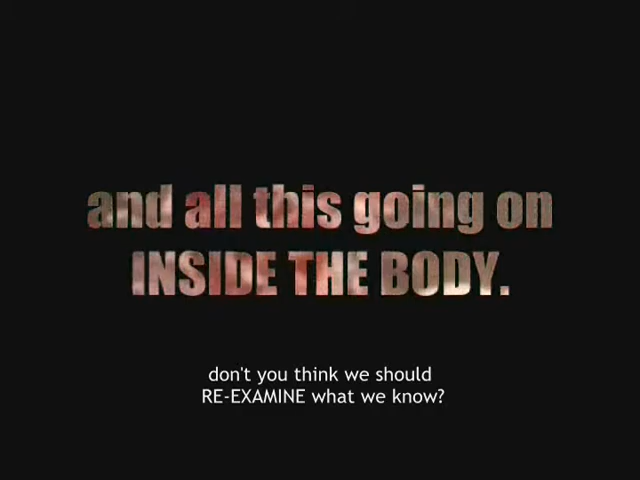 and all this going on
INSIDE THE BODY.
don't you think we should
RE-EXAMINE what we know?